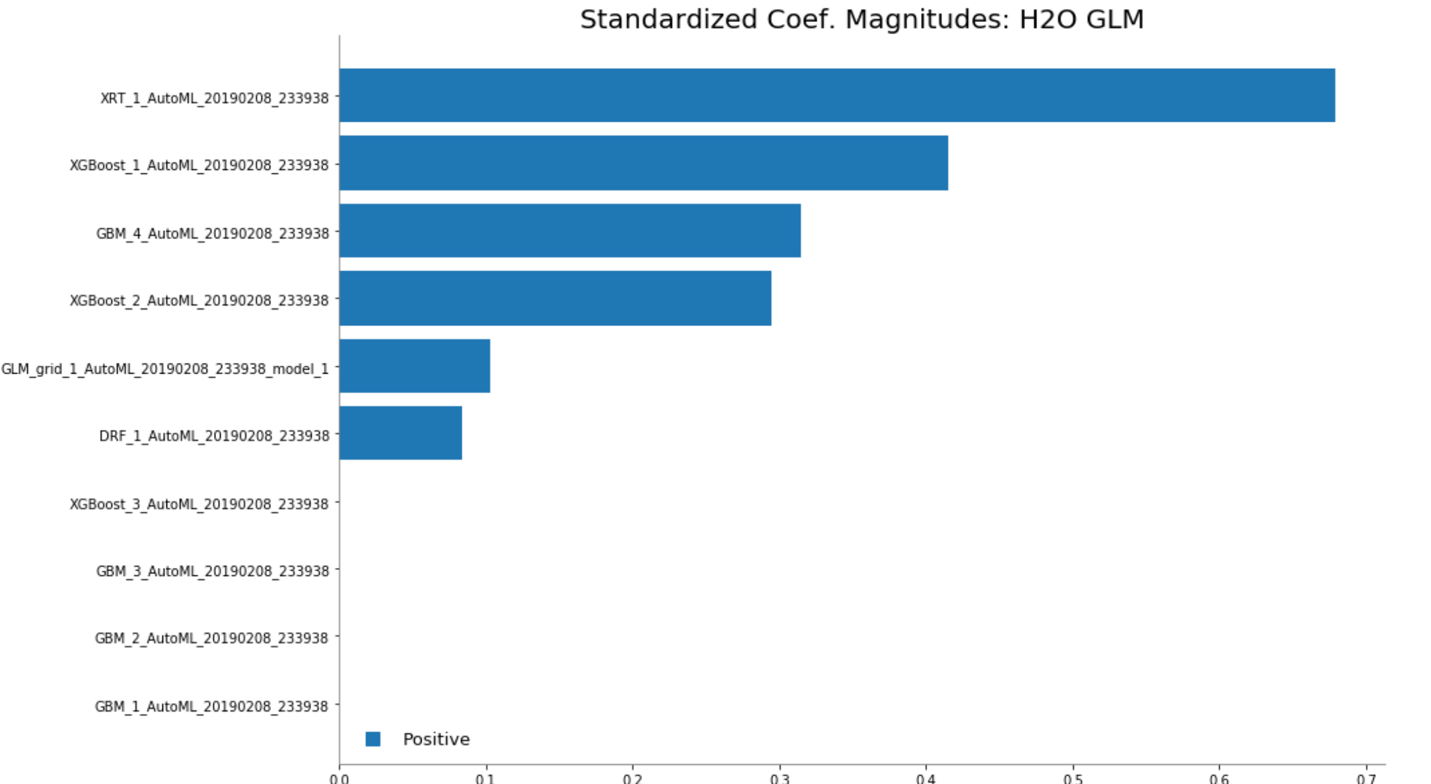 Standardized Coef. Magnitudes: H2O GLM
XRT_1_AutoML_20190208_233938
XGBoost_1_AutoML_20190208_233938
GBM_4_AutoML_20190208_233938
XGBoost_2_AutoML_20190208_233938
GLM_grid_1_AutoML_20190208_233938_model_1
DRF_1_AutoML_20190208_233938
XGBoost_3_AutoML_20190208_233938
GBM_3_AutoML_20190208_233938
GBM_2_AutoML_20190208_233938
GBM_1_AutoML_20190208_233938
Positive
0.0 0.1 0.2 0.3 0.4 0.5 0.6 0.7